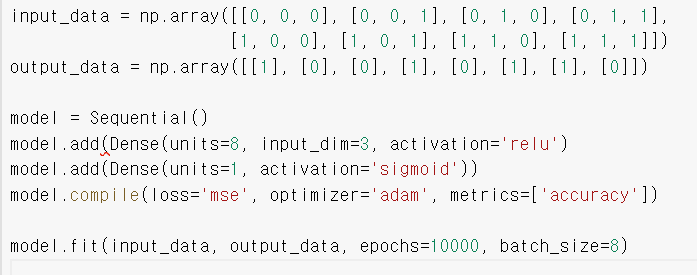 input_data = np.array([[0, 0, 0], [0, 0, 1], [0, 1, 0], [0, 1, 1],
                       [1, 0, 0], [1, 0, 1], [1, 1, 0], [1, 1, 1]])
output_data = np.array([[1], [0], [0], [1], [0], [1], [1], [0]])

model = Sequential()
model.add(Dense(units=8, input_dim=3, activation='relu')
model.add(Dense(units=1, activation='sigmoid'))
model.compile(loss='mse', optimizer='adam', metrics=['accuracy'])

model.fit(input_data, output_data, epochs=10000, batch_size=8)